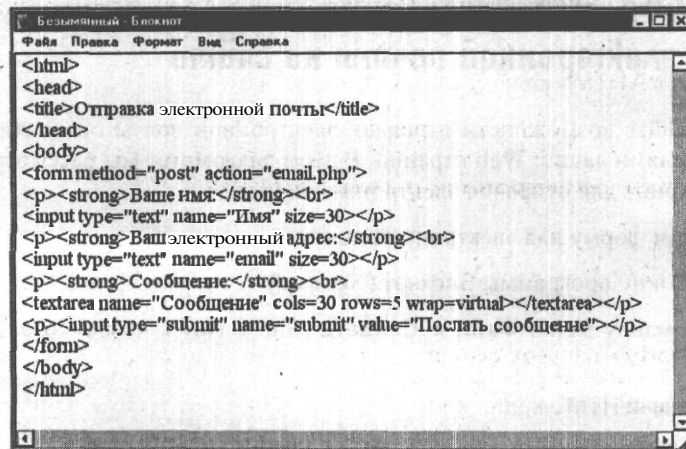 Безымянный - Блокнот
Файл Правка Формат Вид Справка
<html>
<head>
<title>Отправка электронной почты</title>
</head>
<body>
<form method="post" action="email.php">
<p><strong>Ваше имя:</strong><br>
<input type="text" name="Имя" size=30></p>
<p><strong>Ваш электронный адрес:</strong><br>
<input type="text" name="email" size=30></p>
<p><strong>Сообщение:</strong><br>
<textarea name="Сообщение" cols=30 rows=5 wrap=virtual></textarea></p>
<p><input type="submit" name="submit" value="Послать сообщение"></p>
</form>
</body>
</html>